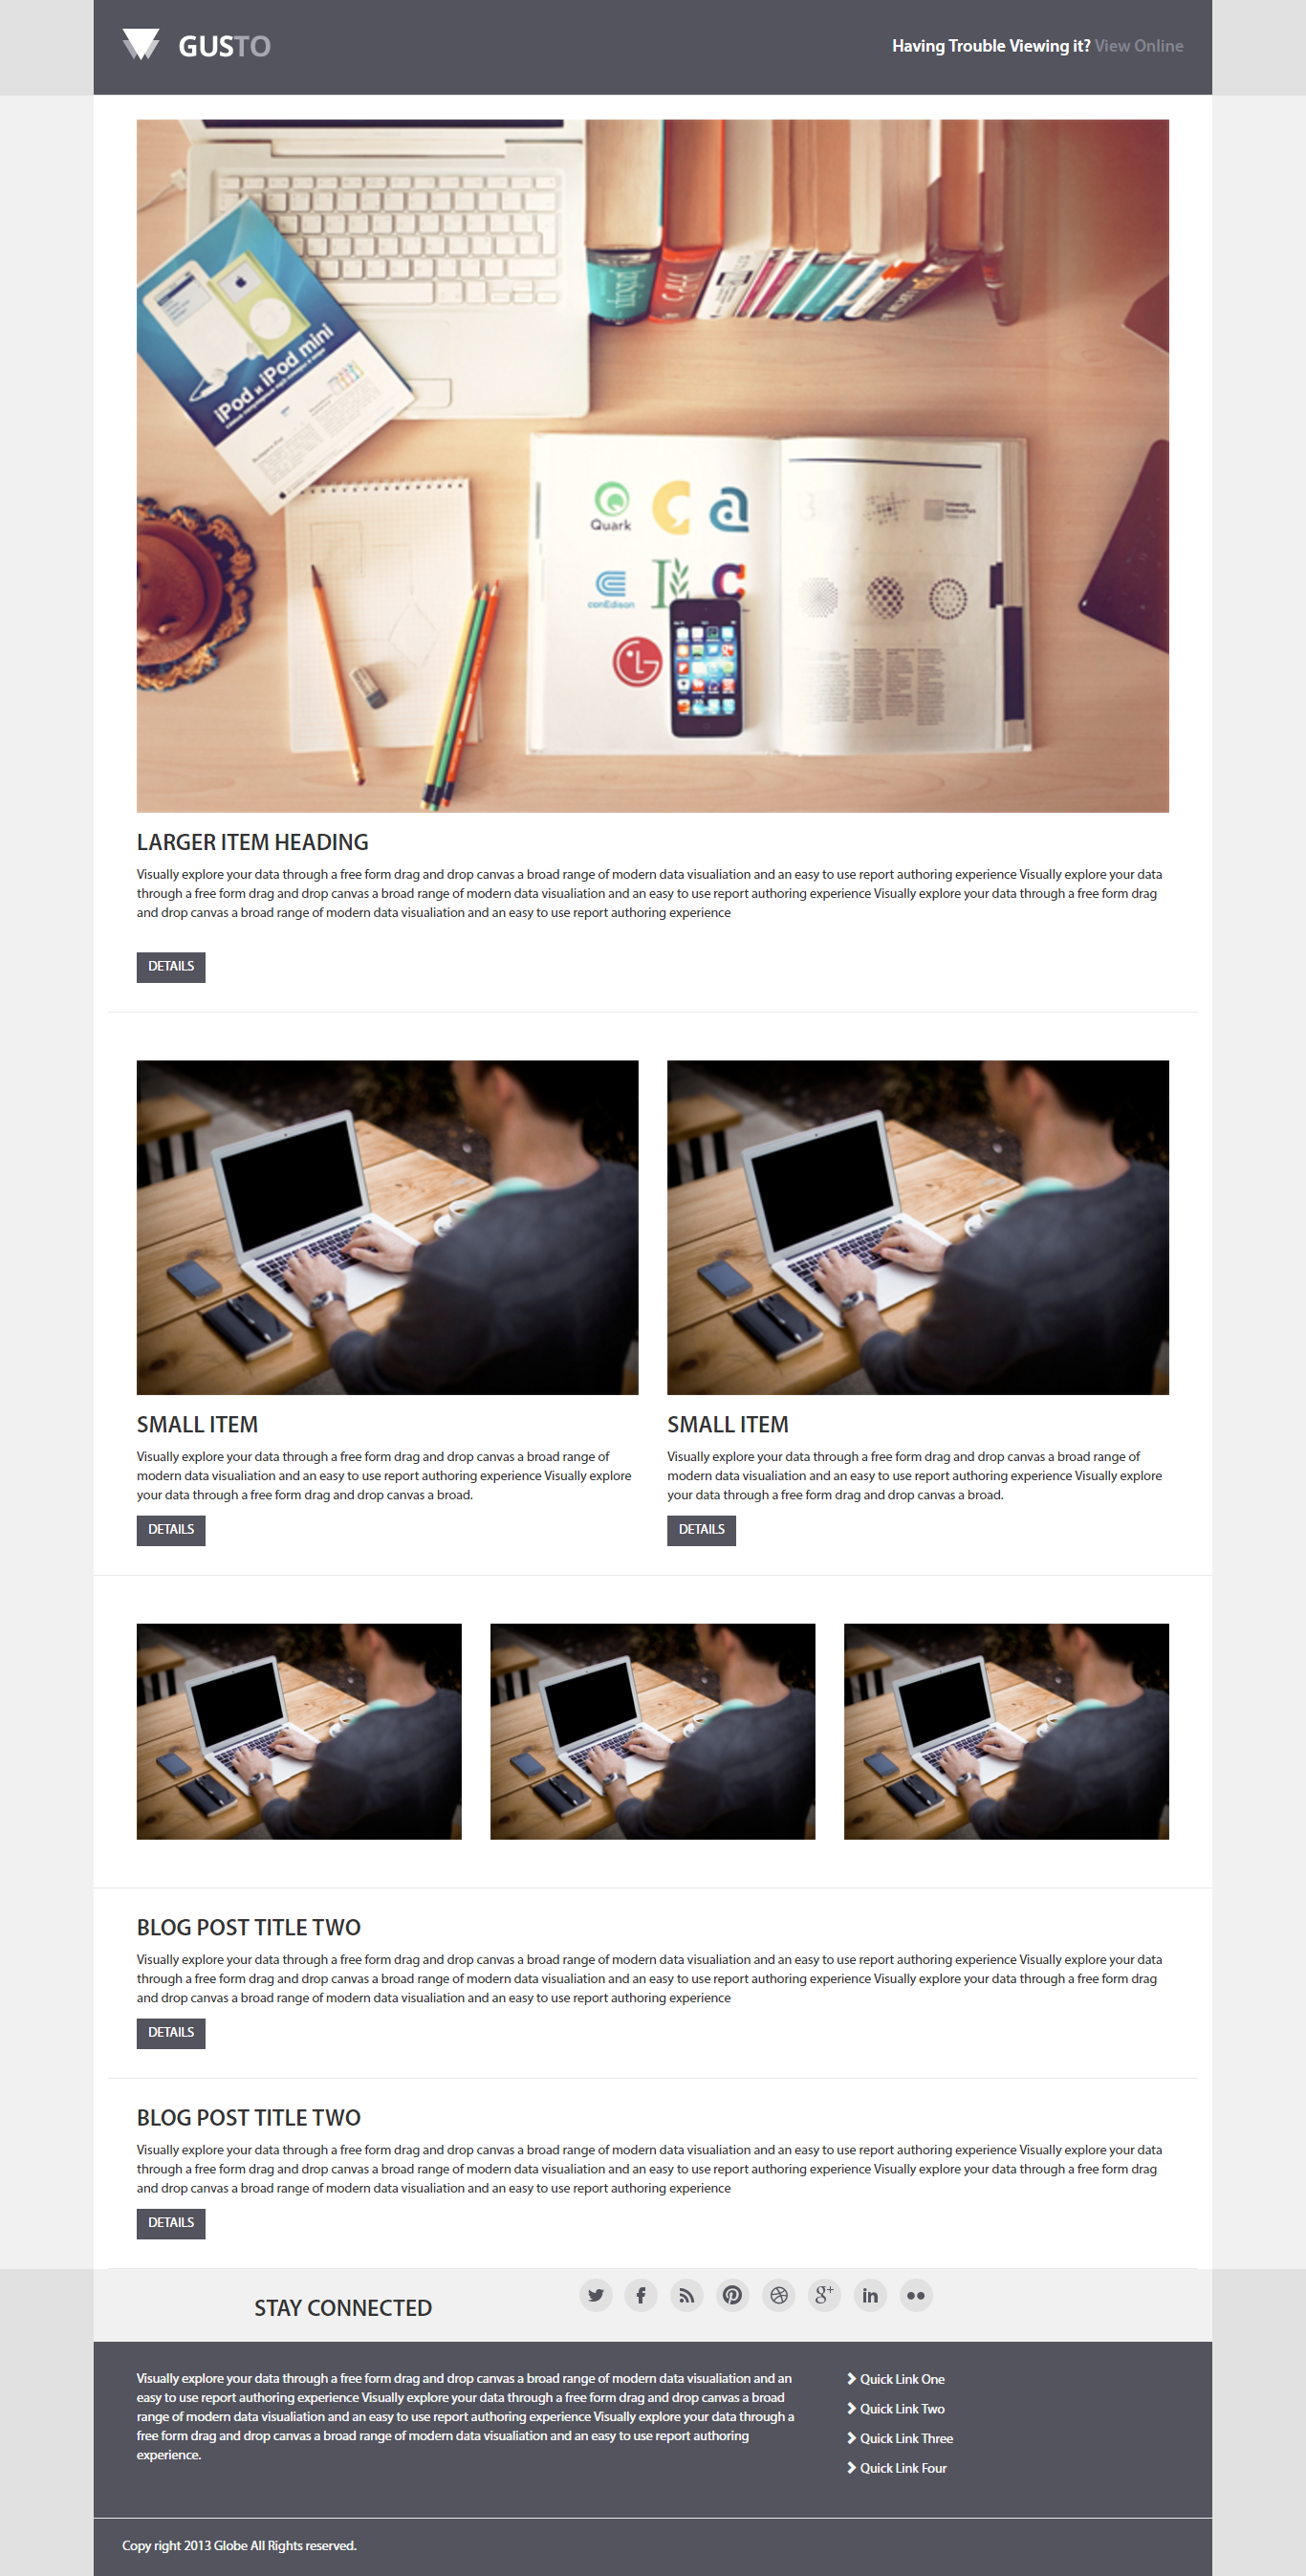 GUSTO
Having Trouble Viewing it? View Online
iPod и iPod mini
Quark
conEdison
LG
LARGER ITEM HEADING
Visually explore your data through a free form drag and drop canvas a broad range of modern data visualiation and an easy to use report authoring experience Visually explore your data
through a free form drag and drop canvas a broad range of modern data visualiation and an easy to use report authoring experience Visually explore your data through a free form drag
and drop canvas a broad range of modern data visualiation and an easy to use report authoring experience
DETAILS
SMALL ITEM
Visually explore your data through a free form drag and drop canvas a broad range of
modern data visualiation and an easy to use report authoring experience Visually explore
your data through a free form drag and drop canvas a broad.
DETAILS
SMALL ITEM
Visually explore your data through a free form drag and drop canvas a broad range of
modern data visualiation and an easy to use report authoring experience Visually explore
your data through a free form drag and drop canvas a broad.
DETAILS
BLOG POST TITLE TWO
Visually explore your data through a free form drag and drop canvas a broad range of modern data visualiation and an easy to use report authoring experience Visually explore your data
through a free form drag and drop canvas a broad range of modern data visualiation and an easy to use report authoring experience Visually explore your data through a free form drag
and drop canvas a broad range of modern data visualiation and an easy to use report authoring experience
DETAILS
BLOG POST TITLE TWO
Visually explore your data through a free form drag and drop canvas a broad range of modern data visualiation and an easy to use report authoring experience Visually explore your data
through a free form drag and drop canvas a broad range of modern data visualiation and an easy to use report authoring experience Visually explore your data through a free form drag
and drop canvas a broad range of modern data visualiation and an easy to use report authoring experience
DETAILS
STAY CONNECTED
Visually explore your data through a free form drag and drop canvas a broad range of modern data visualiation and an
easy to use report authoring experience Visually explore your data through a free form drag and drop canvas a broad
range of modern data visualiation and an easy to use report authoring experience Visually explore your data through a
free form drag and drop canvas a broad range of modern data visualiation and an easy to use report authoring
experience.
Quick Link One
Quick Link Two
Quick Link Three
Quick Link Four
Copy right 2013 Globe All Rights reserved.